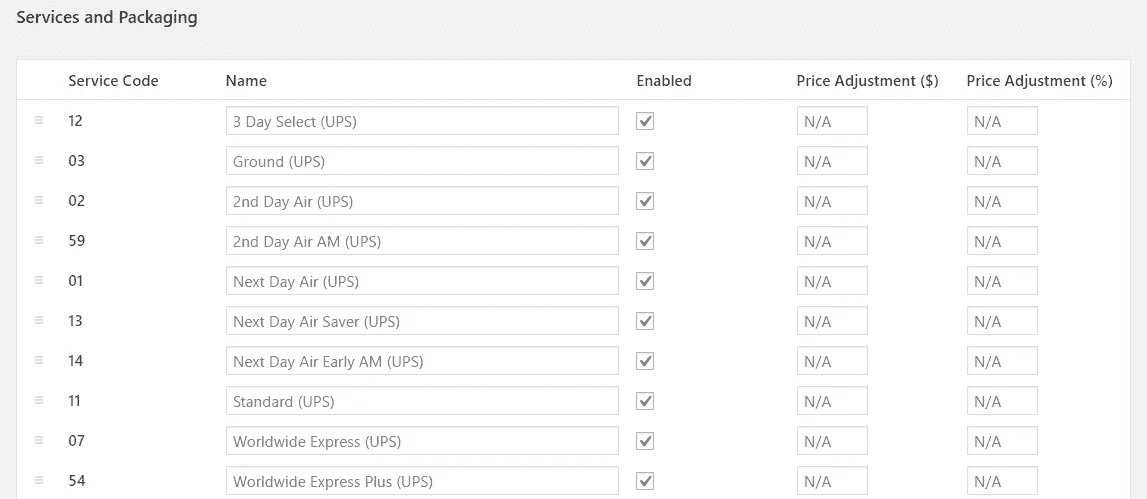 Services and Packaging
Service Code Name Enabled Price Adjustment ($) Price Adjustment (%)
12 3 Day Select (UPS) N/A N/A
03 Ground (UPS) N/A N/A
02 2nd Day Air (UPS) N/A N/A
59 2nd Day Air AM (UPS) N/A N/A
01 Next Day Air (UPS) N/A N/A
13 Next Day Air Saver (UPS) N/A N/A
14 Next Day Air Early AM (UPS) N/A N/A
11 Standard (UPS) N/A N/A
07 Worldwide Express (UPS) N/A N/A
54 Worldwide Express Plus (UPS) N/A N/A